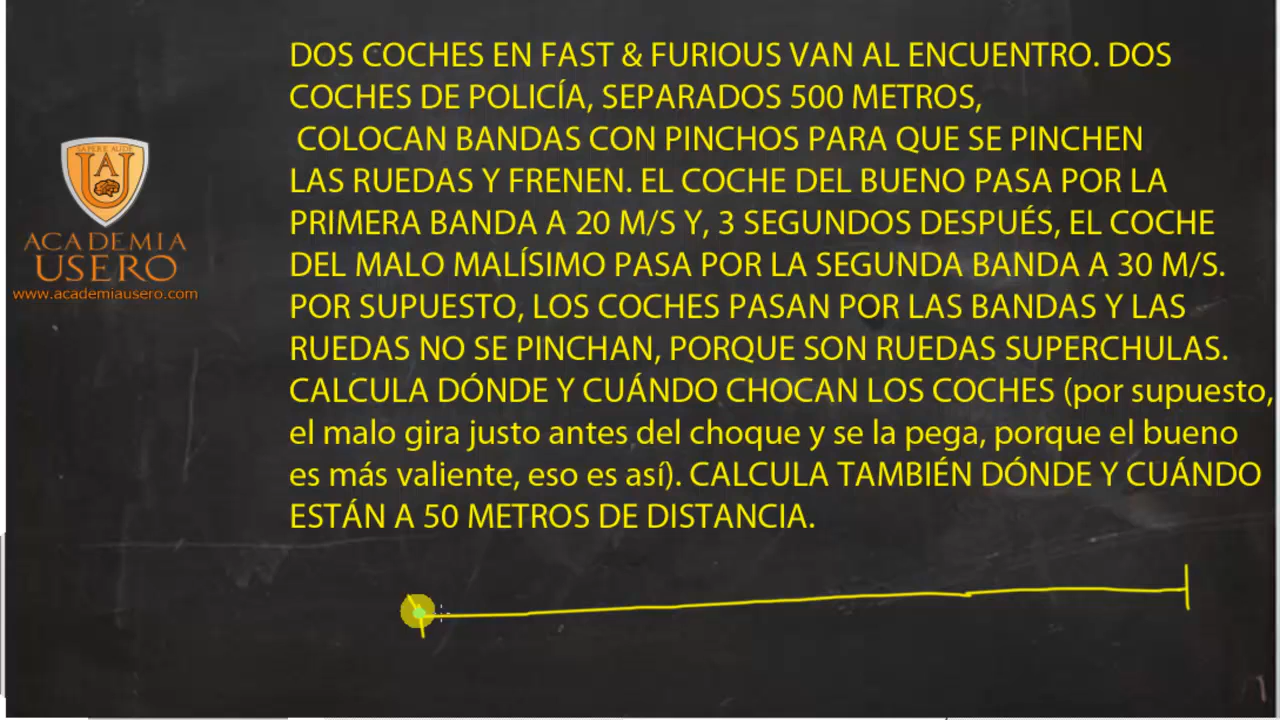 DOS COCHES EN FAST & FURIOUS VAN AL ENCUENTRO. DOS
COCHES DE POLICÍA, SEPARADOS 500 METROS,
COLOCAN BANDAS CON PINCHOS PARA QUE SE PINCHEN
LAS RUEDAS Y FRENEN. EL COCHE DEL BUENO PASA POR LA
PRIMERA BANDA A 20 M/S Y, 3 SEGUNDOS DESPUÉS, EL COCHE
DEL MALO MALÍSIMO PASA POR LA SEGUNDA BANDA A 30 M/S.
POR SUPUESTO, LOS COCHES PASAN POR LAS BANDAS Y LAS
RUEDAS NO SE PINCHAN, PORQUE SON RUEDAS SUPERCHULAS.
CALCULA DÓNDE Y CUÁNDO CHOCAN LOS COCHES (por supuesto,
el malo gira justo antes del choque y se la pega, porque el bueno
es más valiente, eso es así). CALCULA TAMBIÉN DÓNDE Y CUÁNDO
ESTÁN A 50 METROS DE DISTANCIA.
SAPERE AUDE
UA
ACADEMIA
USERO
www.academiausero.com